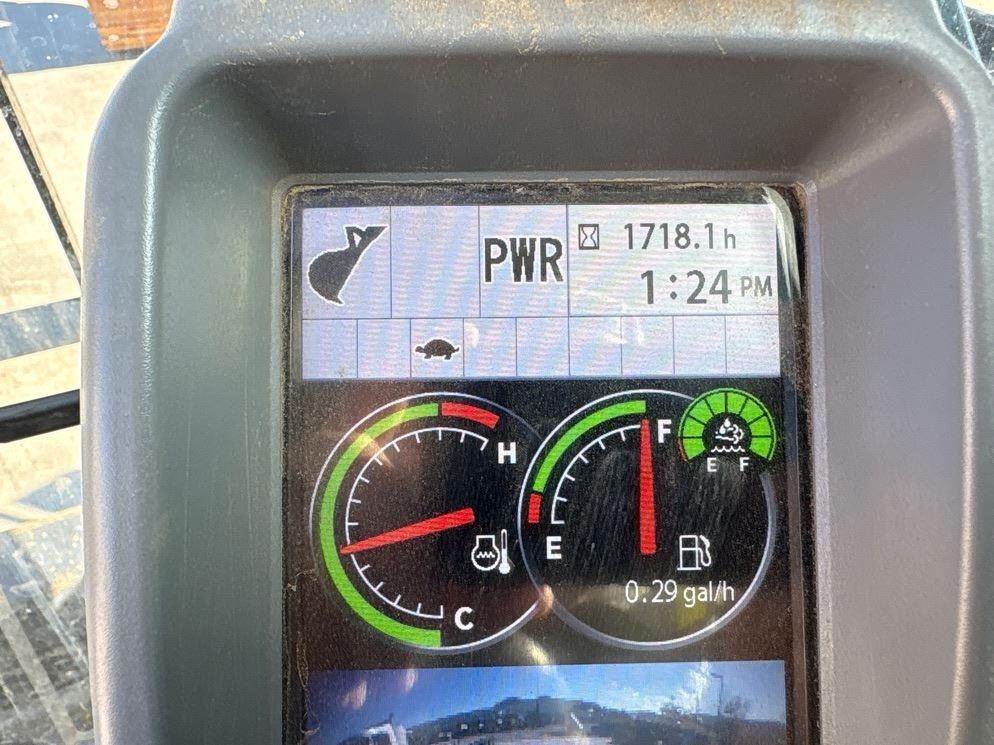 PWR
1718.1 h
1:24 PM
H
F
E F
E
0.29 gal/h
C